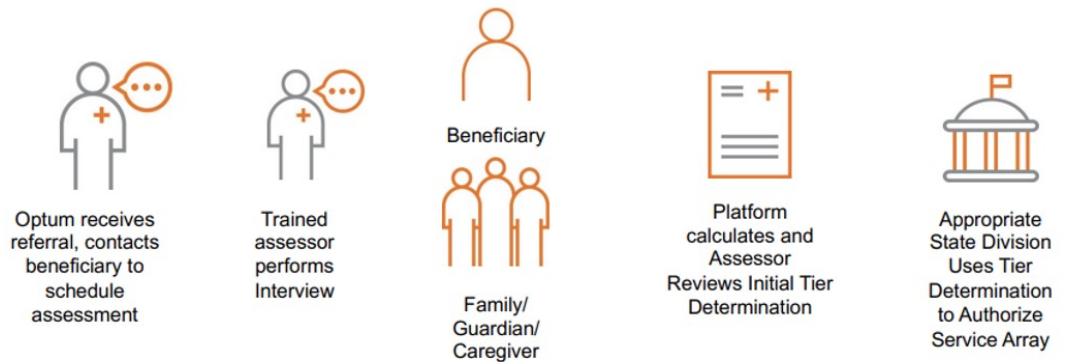 Optum receives
referral, contacts
beneficiary to
schedule
assessment
Trained
assessor
performs
Interview
Beneficiary
Family/
Guardian/
Caregiver
Platform
calculates and
Assessor
Reviews Initial Tier
Determination
Appropriate
State Division
Uses Tier
Determination
to Authorize
Service Array